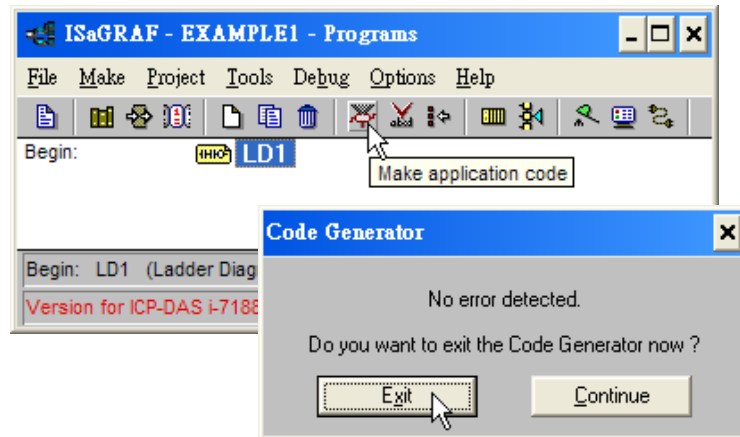 ISaGRAF - EXAMPLE1 - Programs
File Make Project Tools Debug Options Help
Begin: LD1
Make application code
Begin: LD1 (Ladder Diag
Version for ICP-DAS i-7188
Code Generator
No error detected.
Do you want to exit the Code Generator now ?
Exit Continue